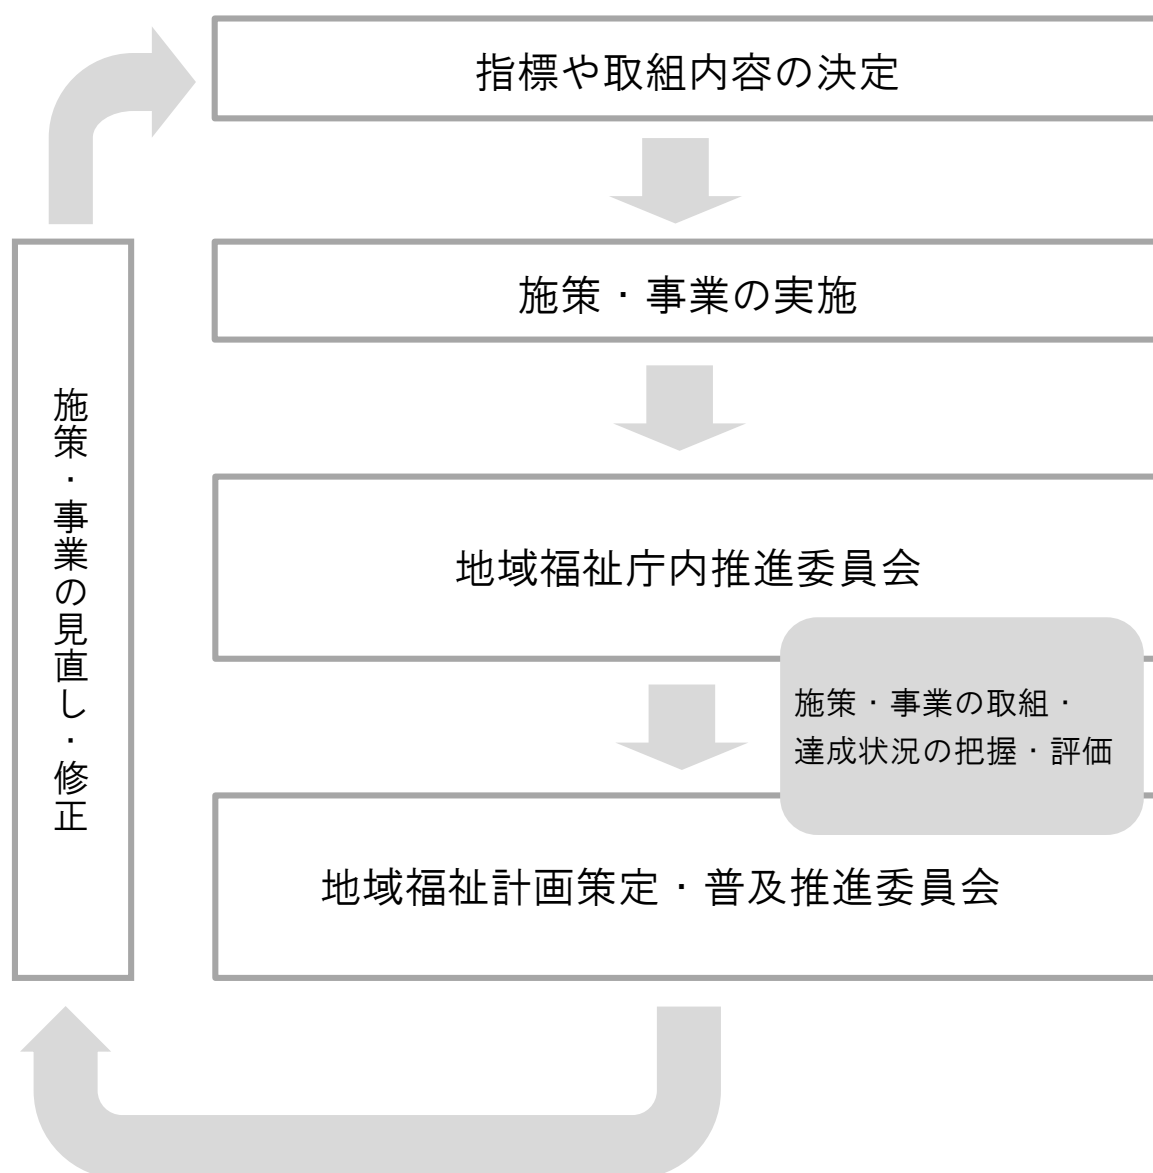 指標や取組内容の決定
施策・事業の実施
地域福祉庁内推進委員会
施策・事業の取組・
達成状況の把握・評価
地域福祉計画策定・普及推進委員会
施策・事業の見直し・修正